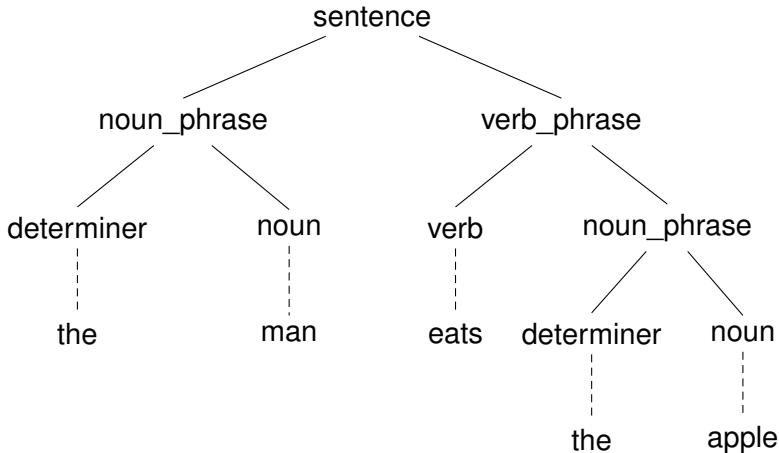 sentence
noun_phrase verb_phrase
determiner noun verb noun_phrase
the man eats determiner noun
the apple